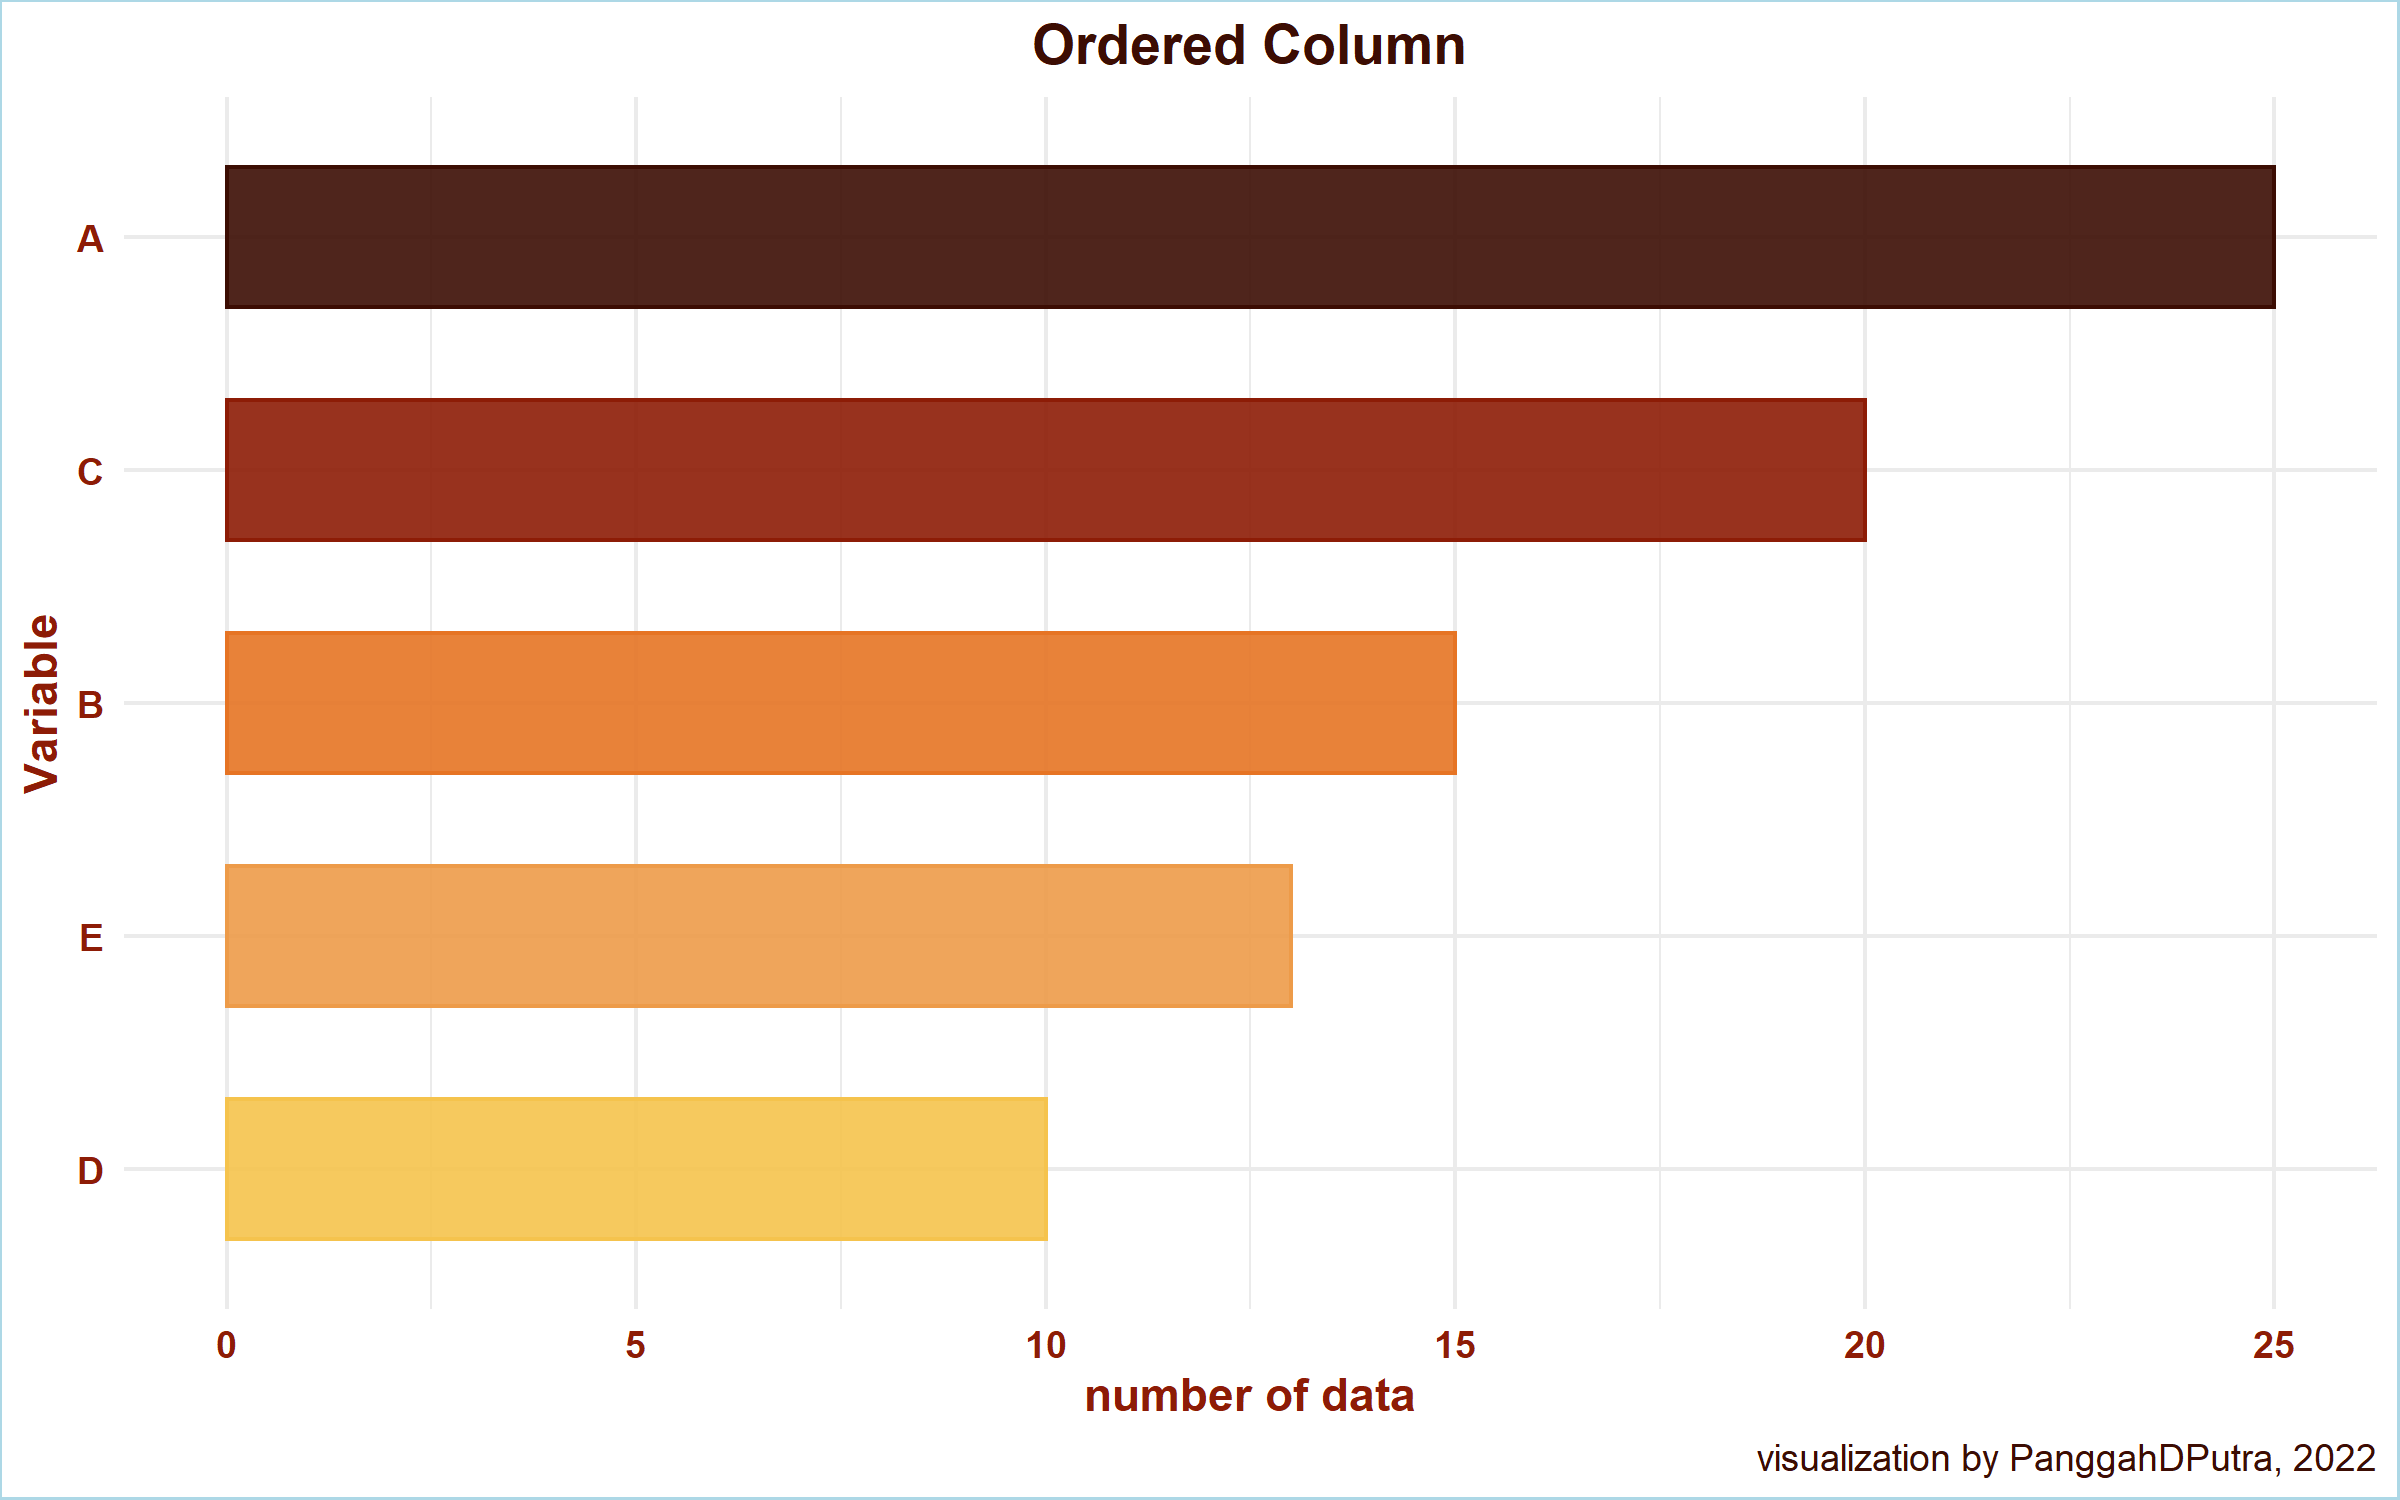 Ordered Column
Variable
A
C
B
E
D
0 5 10 15 20 25
number of data
visualization by PanggahDPutra, 2022